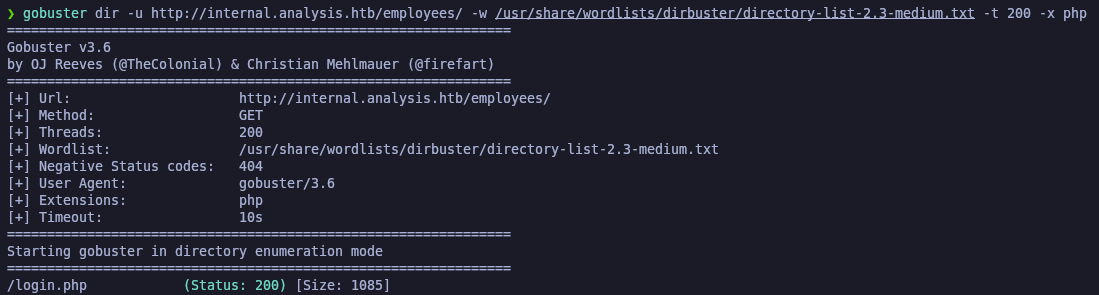 ❯ gobuster dir -u http://internal.analysis.htb/employees/ -w /usr/share/wordlists/dirbuster/directory-list-2.3-medium.txt -t 200 -x php
===============================================================
Gobuster v3.6
by OJ Reeves (@TheColonial) & Christian Mehlmauer (@firefart)
===============================================================
[+] Url:                     http://internal.analysis.htb/employees/
[+] Method:                  GET
[+] Threads:                 200
[+] Wordlist:                /usr/share/wordlists/dirbuster/directory-list-2.3-medium.txt
[+] Negative Status codes:   404
[+] User Agent:              gobuster/3.6
[+] Extensions:              php
[+] Timeout:                 10s
===============================================================
Starting gobuster in directory enumeration mode
===============================================================
/login.php            (Status: 200) [Size: 1085]